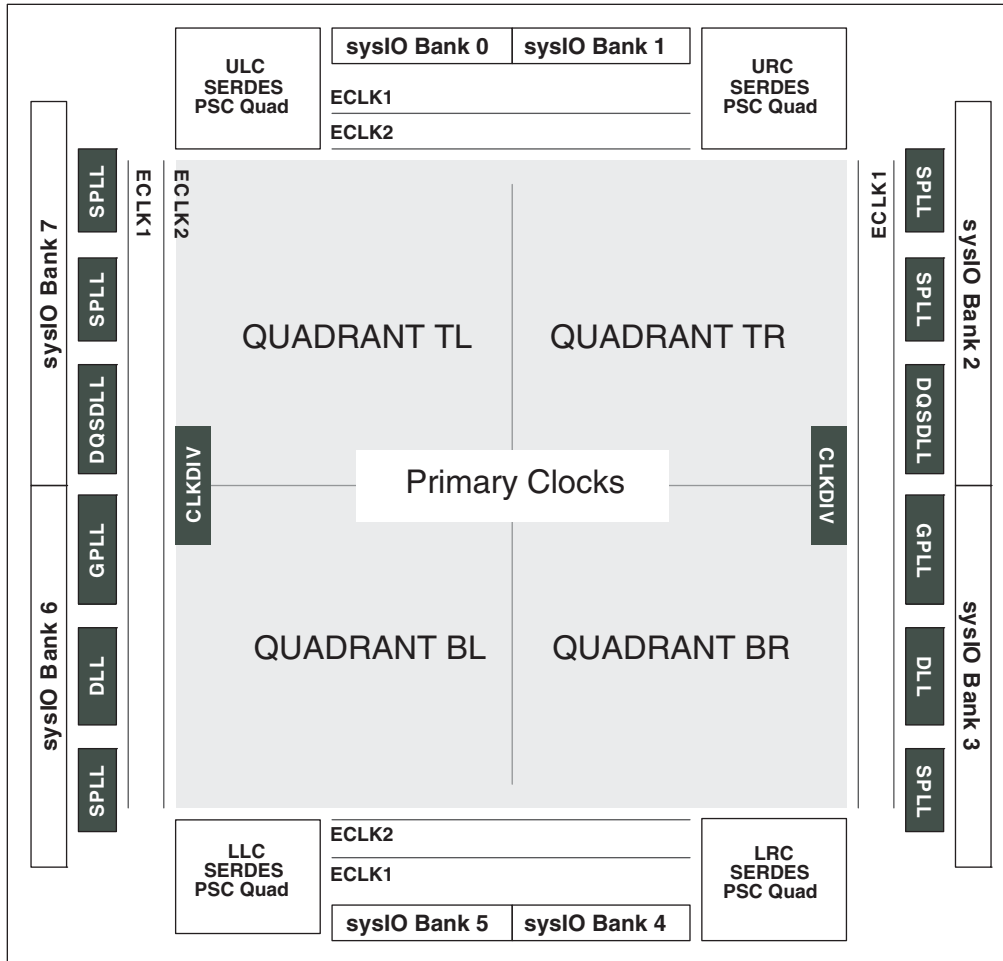 ULC
SERDES
PSC Quad
sysIO Bank 0
sysIO Bank 1
URC
SERDES
PSC Quad
ECLK1
ECLK2
sysIO Bank 7
SPLL
SPLL
DQSDLL
ECLK1
ECLK2
QUADRANT TL
QUADRANT TR
ECLK1
SPLL
SPLL
DQSDLL
sysIO Bank 2
CLKDIV
Primary Clocks
CLKDIV
sysIO Bank 6
GPLL
DLL
SPLL
QUADRANT BL
QUADRANT BR
GPLL
DLL
SPLL
sysIO Bank 3
LLC
SERDES
PSC Quad
ECLK2
ECLK1
sysIO Bank 5
sysIO Bank 4
LRC
SERDES
PSC Quad